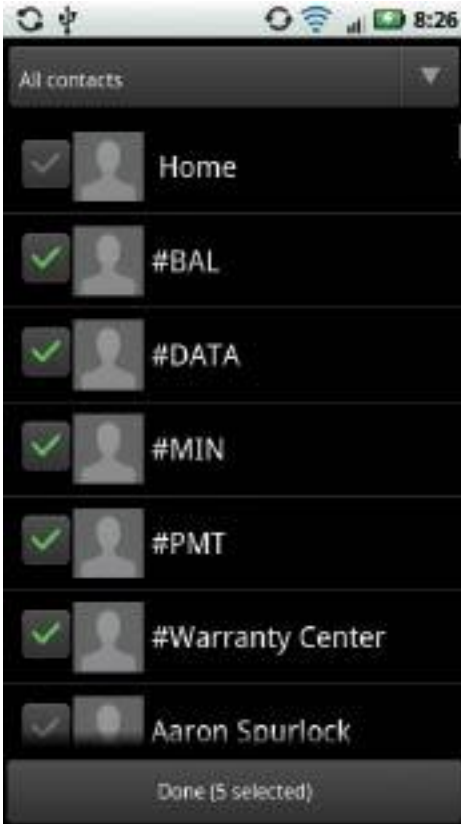 8:26
All contacts
Home
#BAL
#DATA
#MIN
#PMT
#Warranty Center
Aaron Spurlock
Done (5 selected)